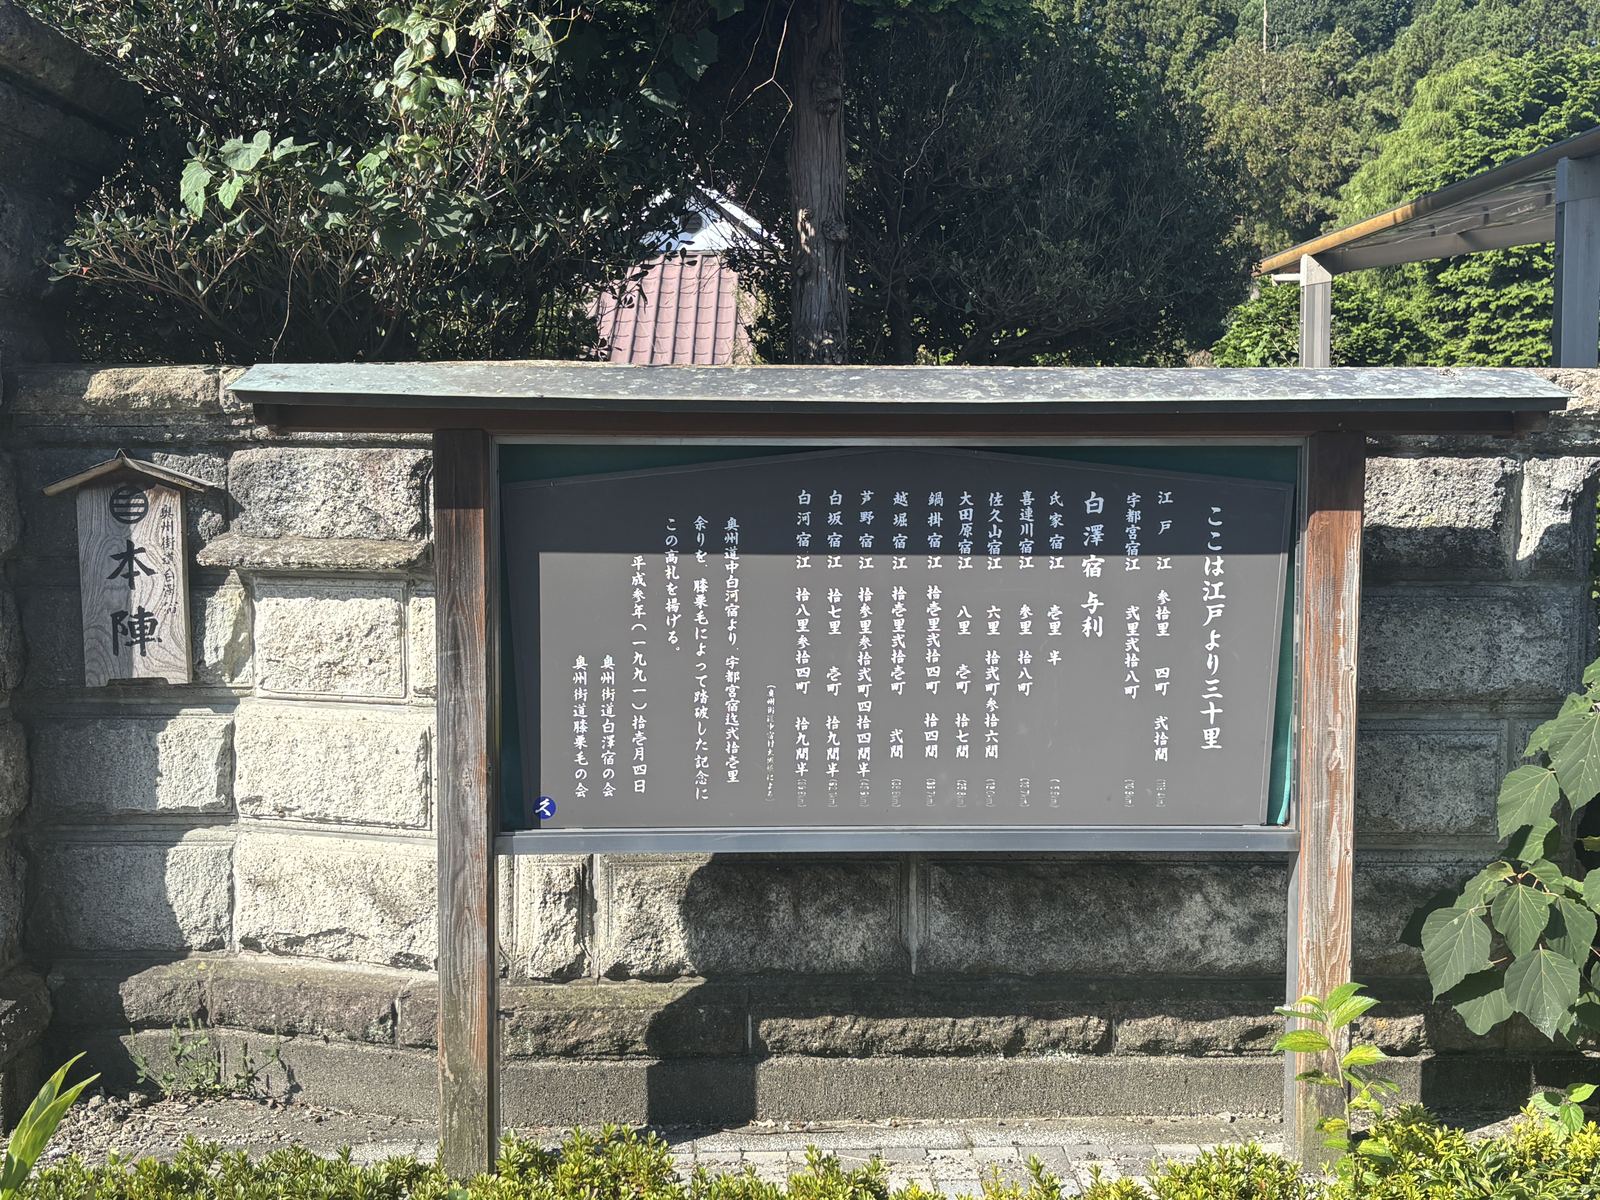 ここは江戸より三十里
江戸江 参拾里 四町 弐拾間
宇都宮宿江 弐里弐拾八町
白澤宿 与利
氏家宿江 壱里半
喜連川宿江 参里 拾八町
佐久山宿江 六里 拾弐町参拾六間
大田原宿江 八里 壱町 拾七間
鍋掛宿江 拾壱里弐拾四町 拾四間
越堀宿江 拾壱里弐拾壱町 弐間
芦野宿江 拾参里参拾弐町四拾四間半
白坂宿江 拾七里 壱町 拾九間半
白河宿江 拾八里参拾四町 拾九間半
奥州道中白河宿より、宇都宮宿迄弐拾壱里
余りを、膝栗毛によって踏破した記念に
この高札を揚げる。
平成参年(一九九一)拾壱月四日
奥州街道白澤宿の会
奥州街道膝栗毛の会
久
奥州街道白澤宿
本陣